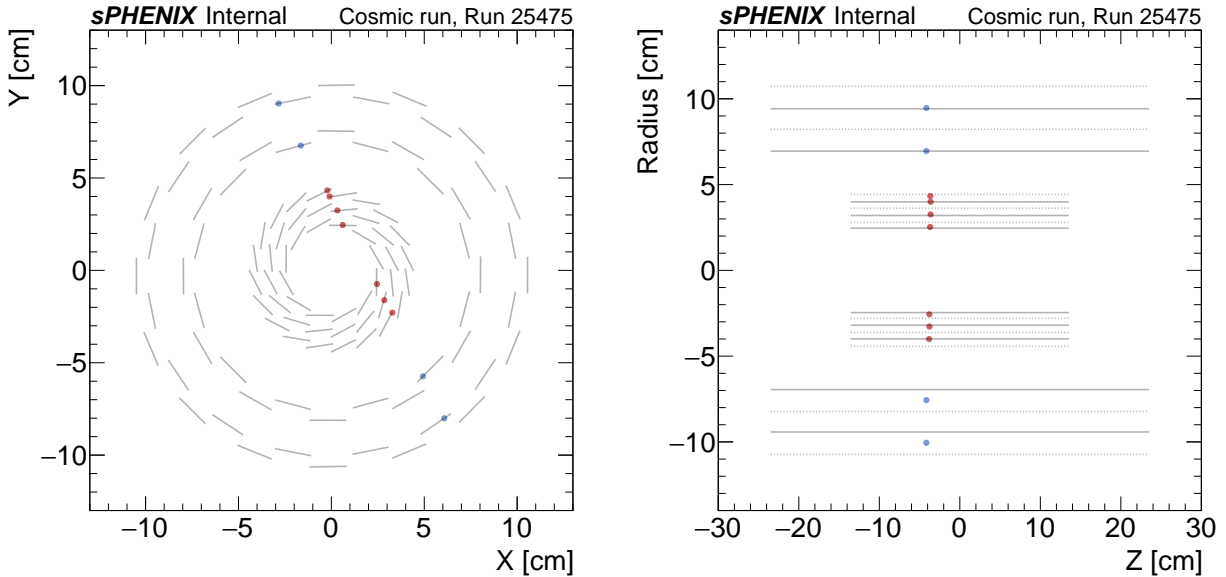 sPHENIX Internal Cosmic run, Run 25475
Y [cm]
10
5
0
−5
−10
−10 −5 0 5 10
X [cm]
sPHENIX Internal Cosmic run, Run 25475
Radius [cm]
10
5
0
−5
−10
−30 −20 −10 0 10 20 30
Z [cm]